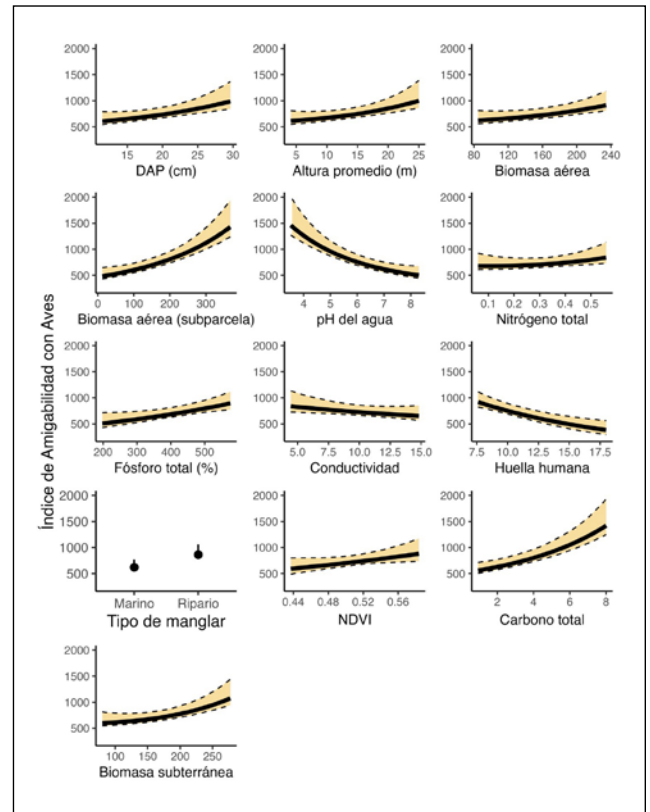 Índice de Amigabilidad con Aves
2000 2000 2000
1500 1500 1500
1000 1000 1000
500 500 500
15 20 25 30 5 10 15 20 25 80 120 160 200 240
DAP (cm) Altura promedio (m) Biomasa aérea
2000 2000 2000
1500 1500 1500
1000 1000 1000
500 500 500
0 100 200 300 4 5 6 7 8 0.1 0.2 0.3 0.4 0.5
Biomasa aérea (subparcela) pH del agua Nitrógeno total
2000 2000 2000
1500 1500 1500
1000 1000 1000
500 500 500
200 300 400 500 5.0 7.5 10.0 12.5 15.0 7.5 10.0 12.5 15.0 17.5
Fósforo total (%) Conductividad Huella humana
2000 2000 2000
1500 1500 1500
1000 1000 1000
500 500 500
Marino Ripario 0.44 0.48 0.52 0.56 2 4 6 8
Tipo de manglar NDVI Carbono total
2000
1500
1000
500
100 150 200 250
Biomasa subterránea